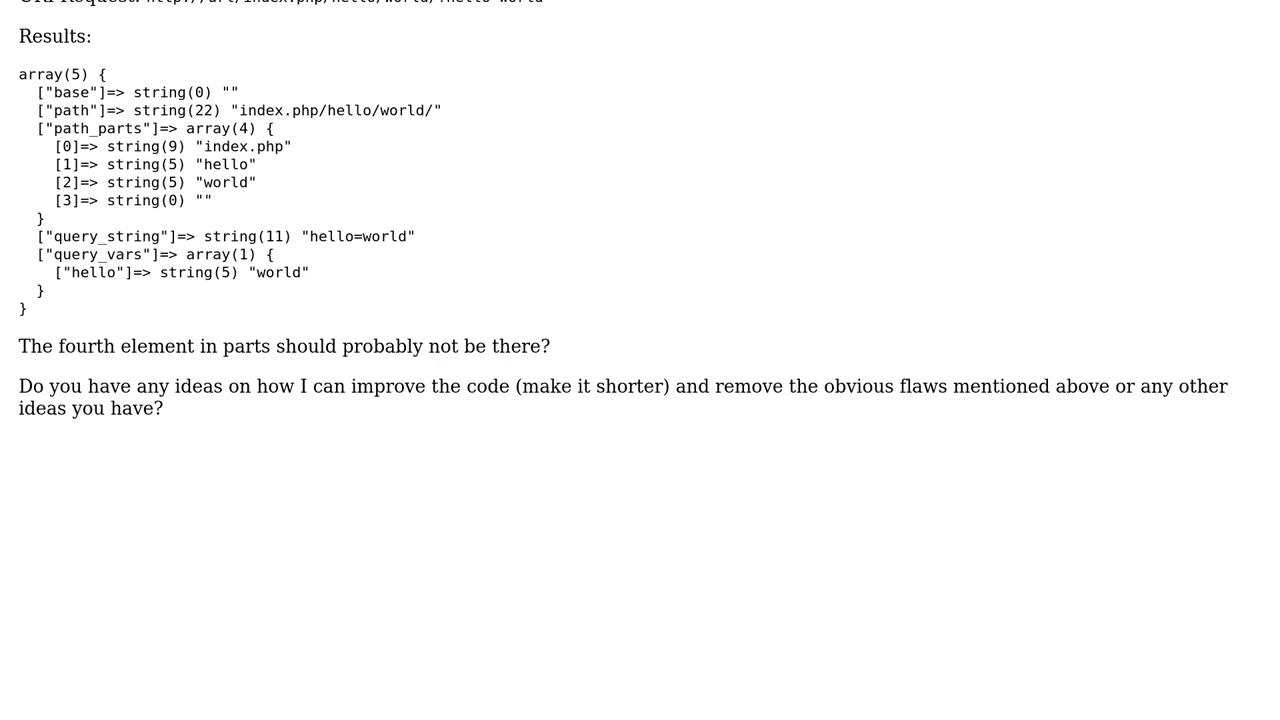 Results:
array(5) {
  ["base"]=> string(0) ""
  ["path"]=> string(22) "index.php/hello/world/"
  ["path_parts"]=> array(4) {
    [0]=> string(9) "index.php"
    [1]=> string(5) "hello"
    [2]=> string(5) "world"
    [3]=> string(0) ""
  }
  ["query_string"]=> string(11) "hello=world"
  ["query_vars"]=> array(1) {
    ["hello"]=> string(5) "world"
  }
}
The fourth element in parts should probably not be there?
Do you have any ideas on how I can improve the code (make it shorter) and remove the obvious flaws mentioned above or any other
ideas you have?